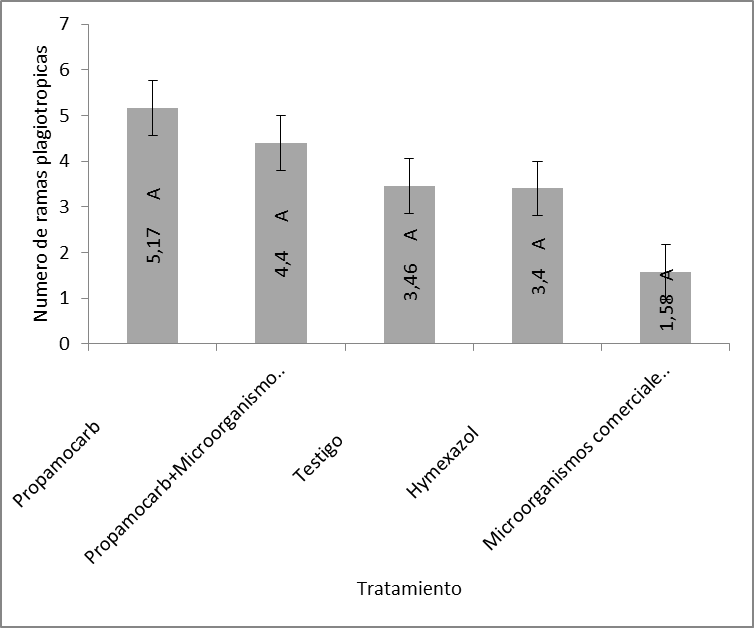 Numero de ramas plagiotropicas
7
6
5
4
3
2
1
0
5,17 A
4,4 A
3,46 A
3,4 A
1,58 A
Propamocarb
Propamocarb+Microorganismo..
Testigo
Hymexazol
Microorganismos comerciale..
Tratamiento